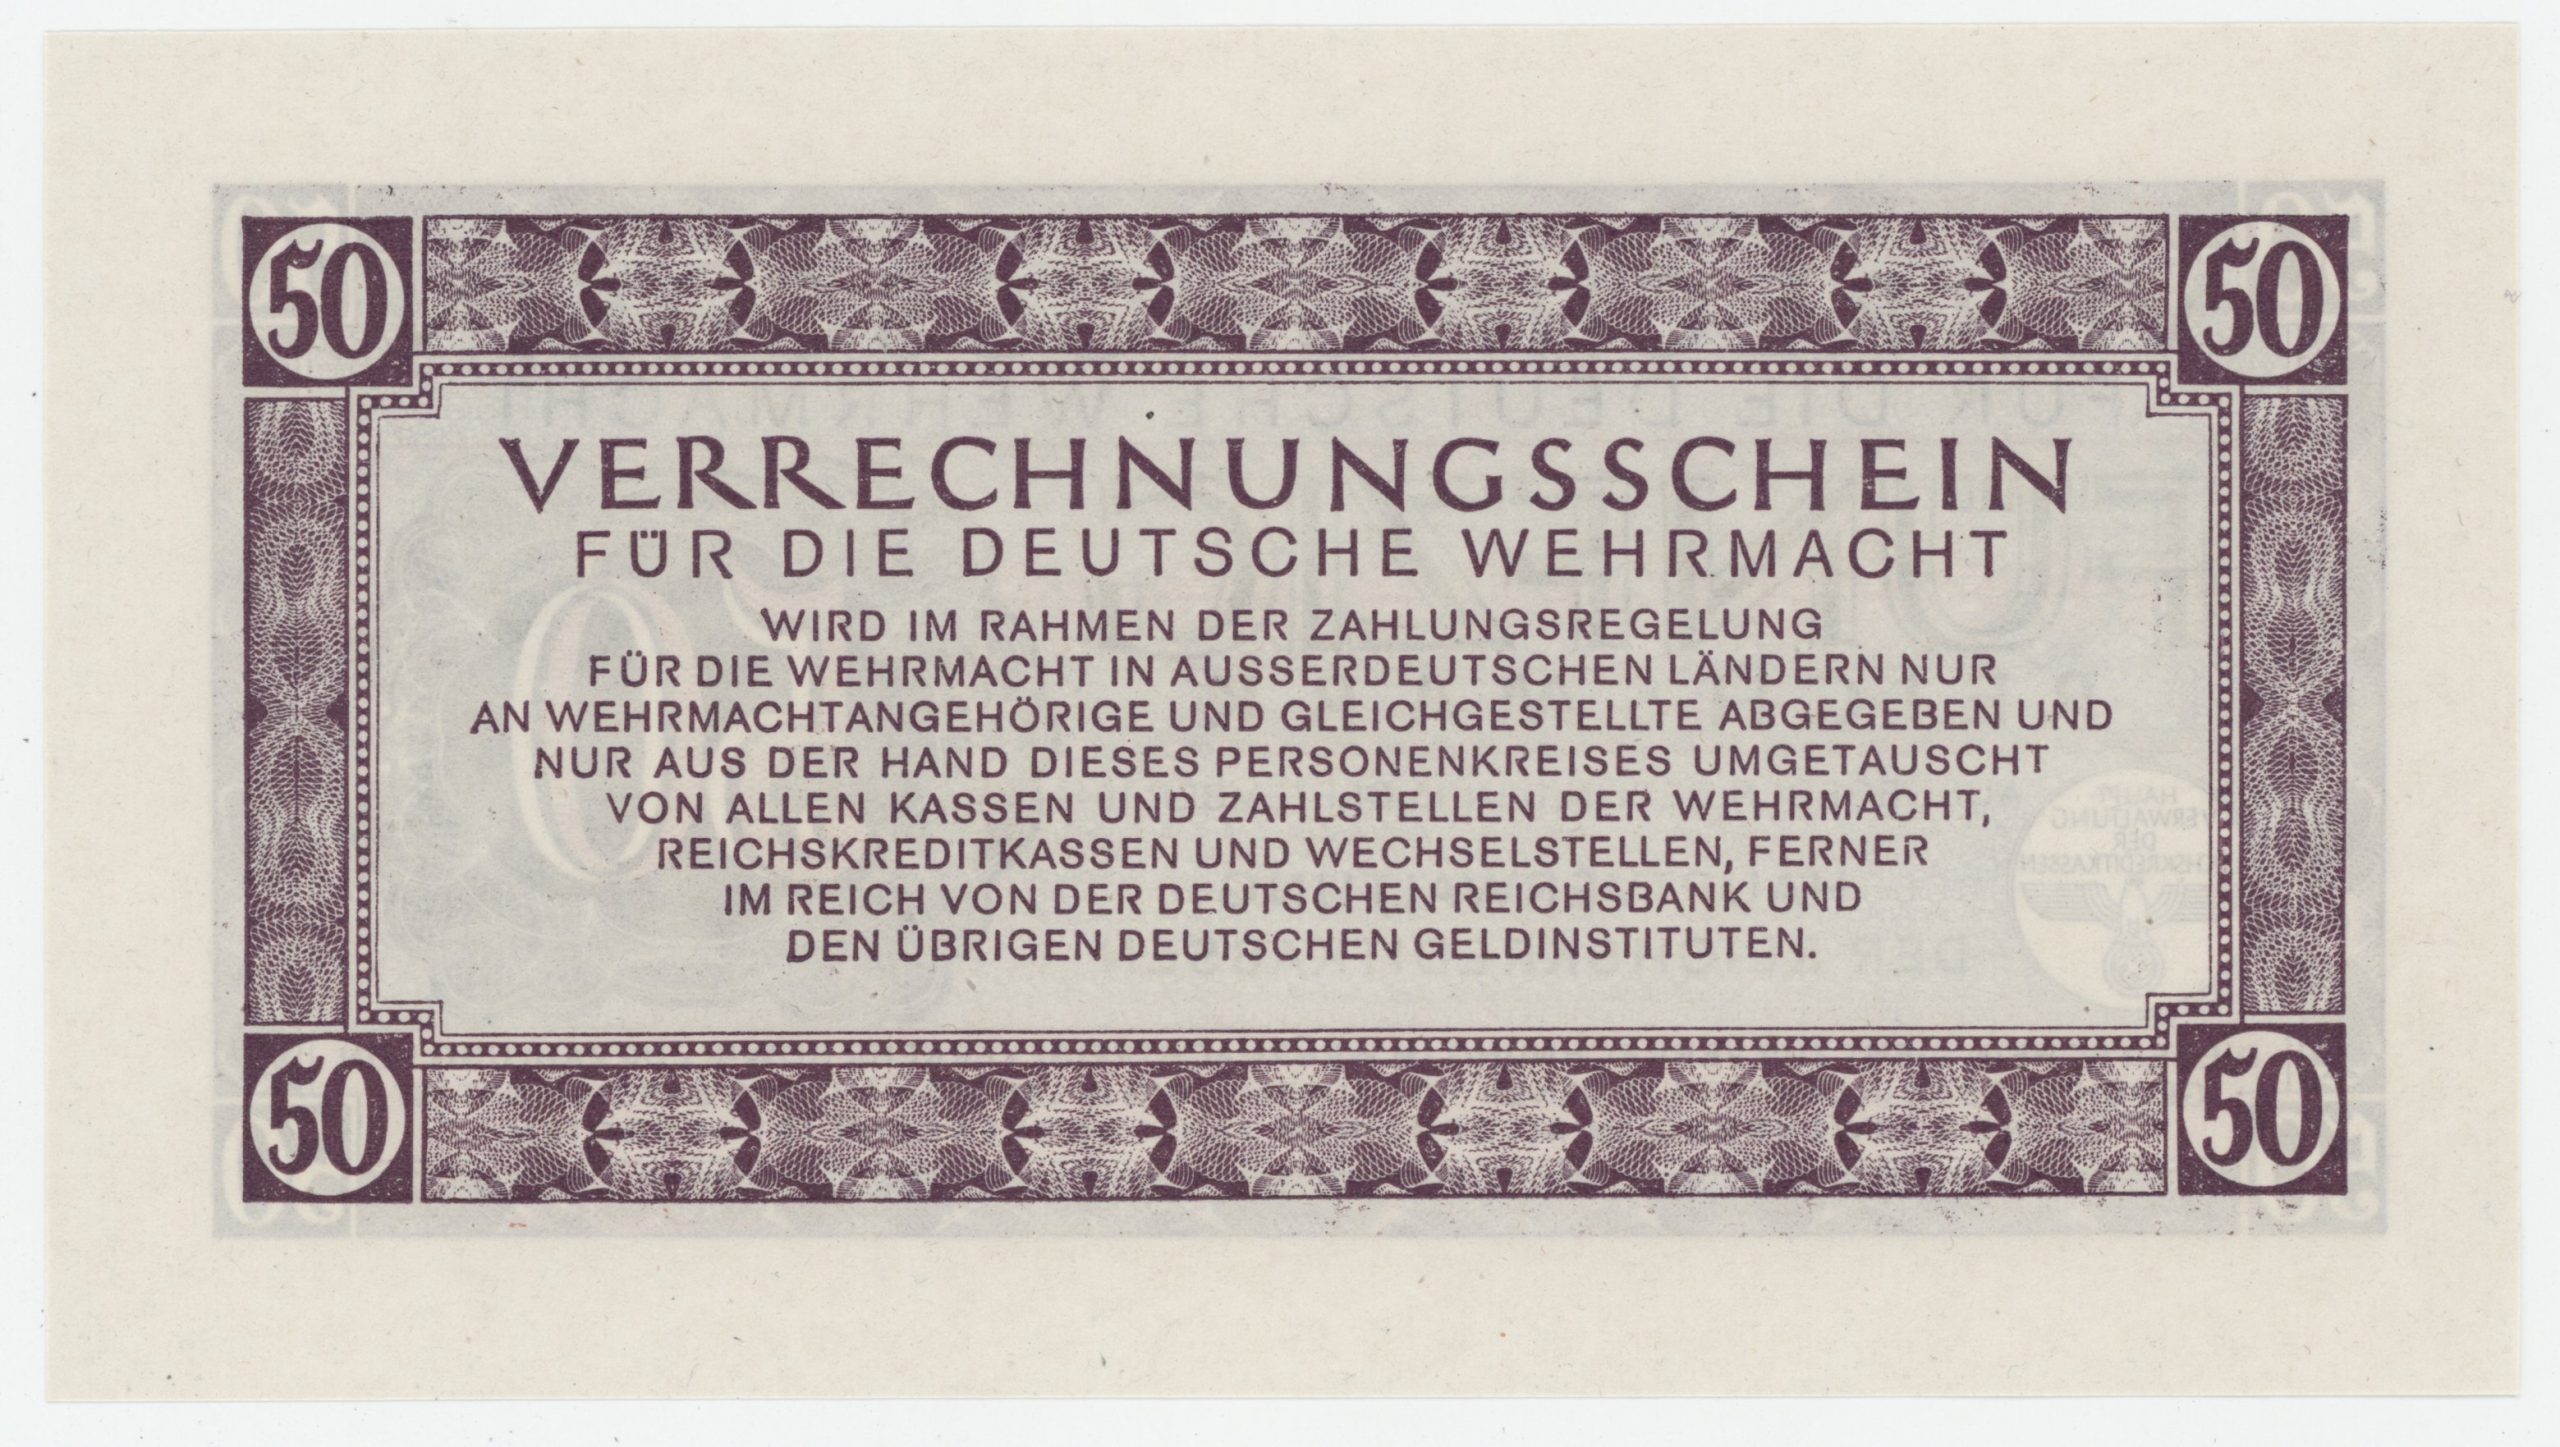 50 50
VERRECHNUNGSSCHEIN
FÜR DIE DEUTSCHE WEHRMACHT
WIRD IM RAHMEN DER ZAHLUNGSREGELUNG
FÜR DIE WEHRMACHT IN AUSSERDEUTSCHEN LÄNDERN NUR
AN WEHRMACHTANGEHÖRIGE UND GLEICHGESTELLTE ABGEGEBEN UND
NUR AUS DER HAND DIESES PERSONENKREISES UMGETAUSCHT
VON ALLEN KASSEN UND ZAHLSTELLEN DER WEHRMACHT,
REICHSKREDITKASSEN UND WECHSELSTELLEN, FERNER
IM REICH VON DER DEUTSCHEN REICHSBANK UND
DEN ÜBRIGEN DEUTSCHEN GELDINSTITUTEN.
50 50